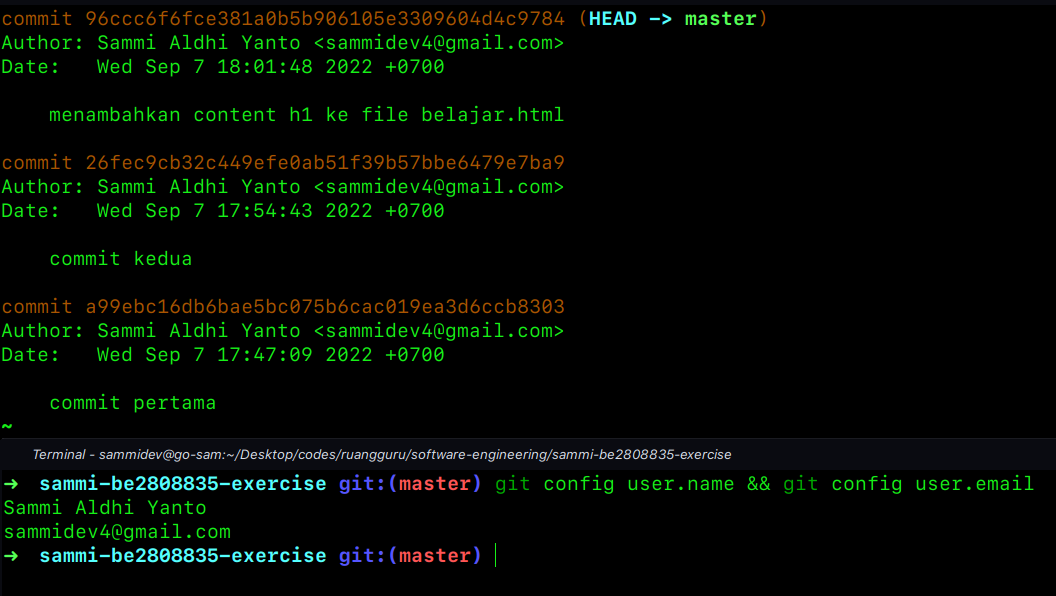 commit 96ccc6f6fce381a0b5b906105e3309604d4c9784 (HEAD -> master)
Author: Sammi Aldhi Yanto <sammidev4@gmail.com>
Date:   Wed Sep 7 18:01:48 2022 +0700
    menambahkan content h1 ke file belajar.html
commit 26fec9cb32c449efe0ab51f39b57bbe6479e7ba9
Author: Sammi Aldhi Yanto <sammidev4@gmail.com>
Date:   Wed Sep 7 17:54:43 2022 +0700
    commit kedua
commit a99ebc16db6bae5bc075b6cac019ea3d6ccb8303
Author: Sammi Aldhi Yanto <sammidev4@gmail.com>
Date:   Wed Sep 7 17:47:09 2022 +0700
    commit pertama
~
Terminal - sammidev@go-sam:~/Desktop/codes/ruangguru/software-engineering/sammi-be2808835-exercise
➜  sammi-be2808835-exercise git:(master) git config user.name && git config user.email
Sammi Aldhi Yanto
sammidev4@gmail.com
➜  sammi-be2808835-exercise git:(master)